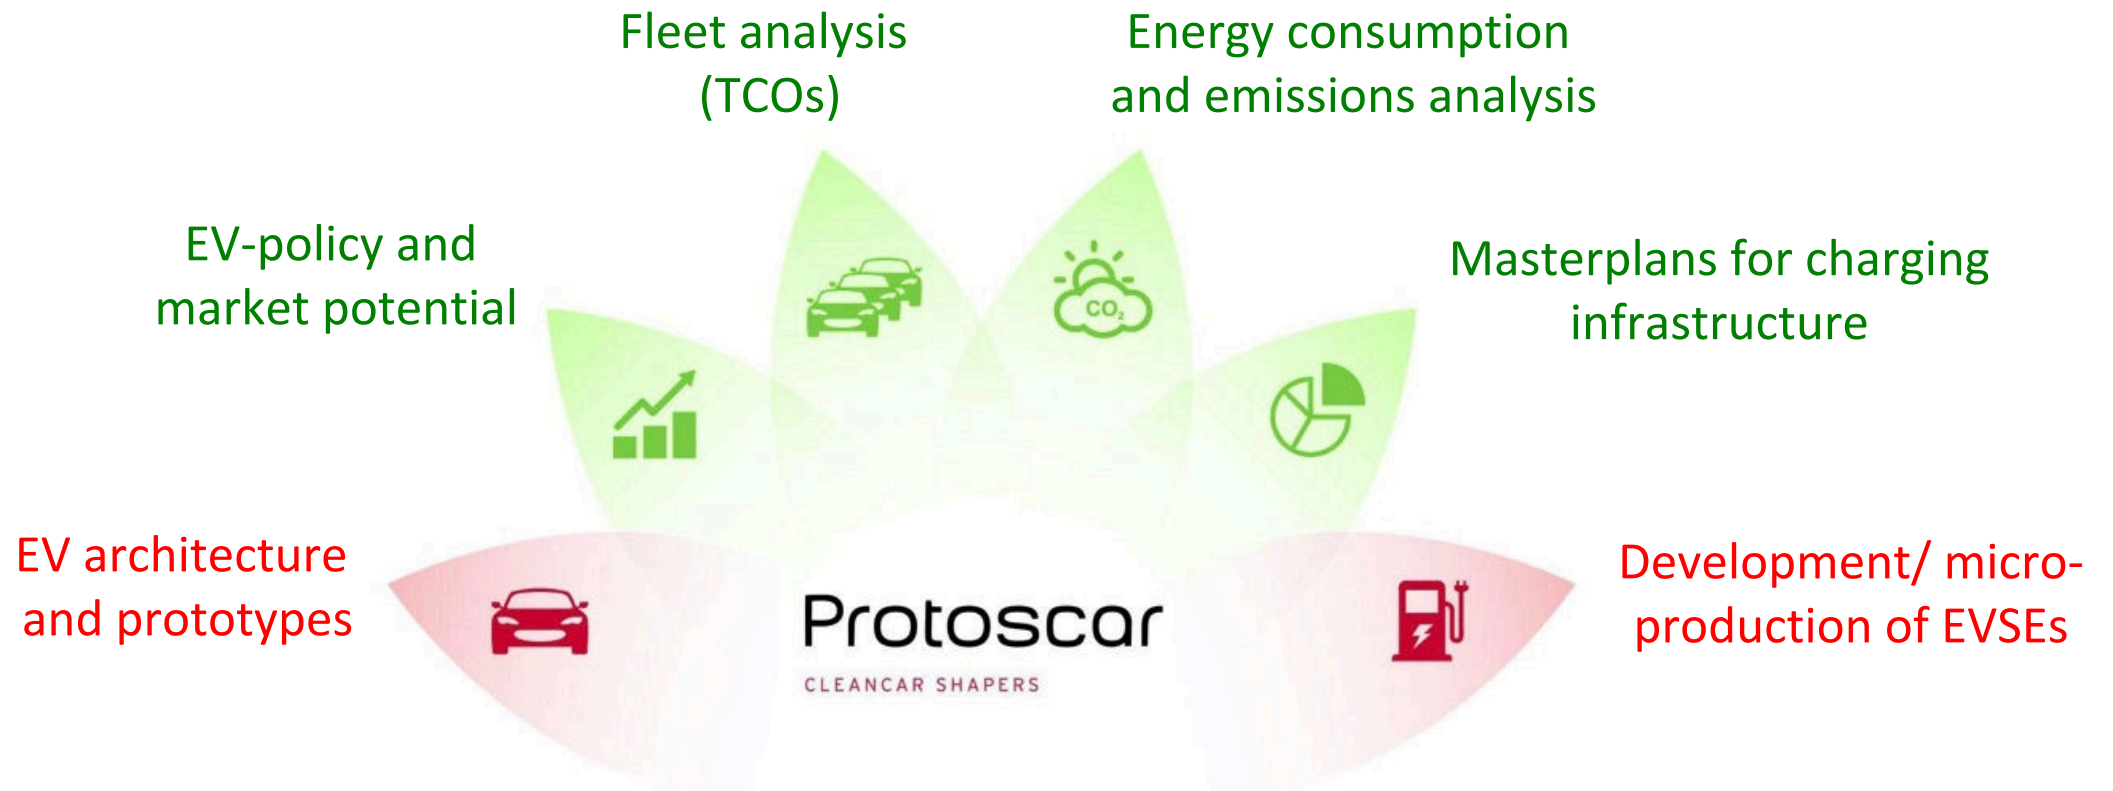 Fleet analysis
(TCOs)
Energy consumption
and emissions analysis
EV-policy and
market potential
Masterplans for charging
infrastructure
CO₂
EV architecture
and prototypes
Development/ micro-
production of EVSEs
Protoscar
CLEANCAR SHAPERS